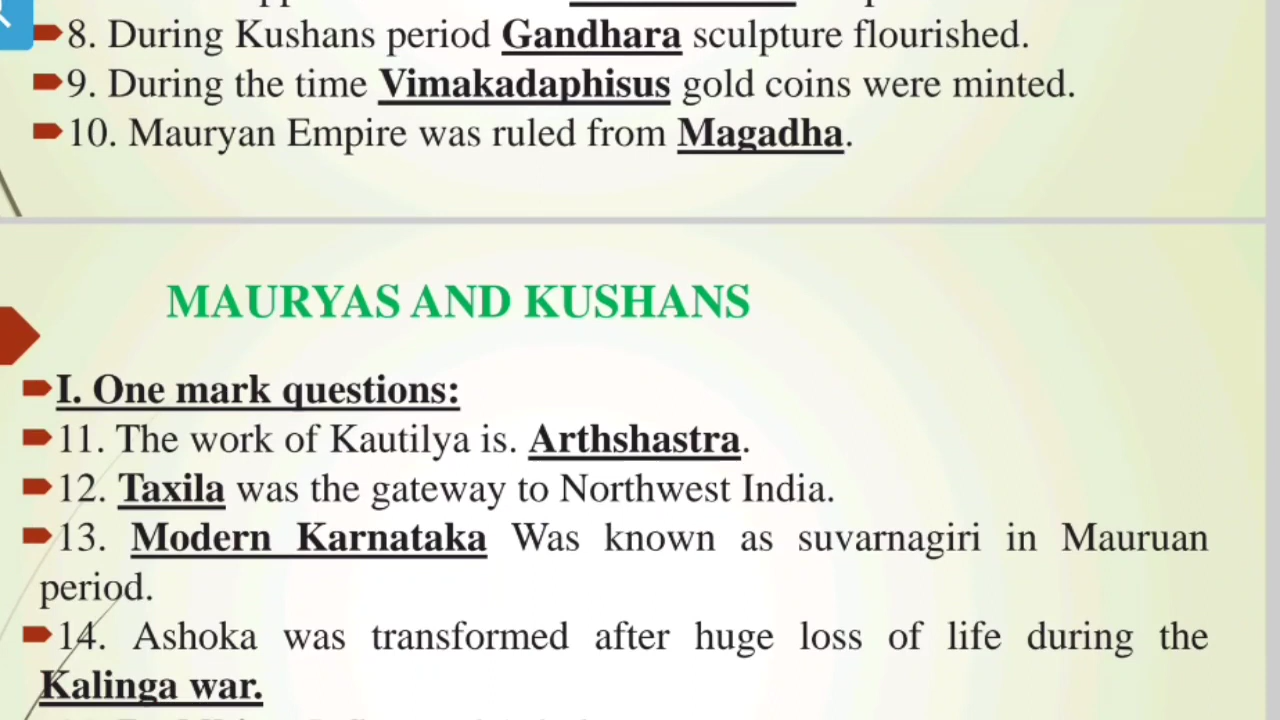 8. During Kushans period Gandhara sculpture flourished.
9. During the time Vimakadaphisus gold coins were minted.
10. Mauryan Empire was ruled from Magadha.
MAURYAS AND KUSHANS
I. One mark questions:
11. The work of Kautilya is. Arthshastra.
12. Taxila was the gateway to Northwest India.
13. Modern Karnataka Was known as suvarnagiri in Mauruan
period.
14. Ashoka was transformed after huge loss of life during the
Kalinga war.